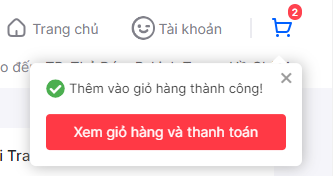 Trang chủ Tài khoản 2
Thêm vào giỏ hàng thành công!
Xem giỏ hàng và thanh toán